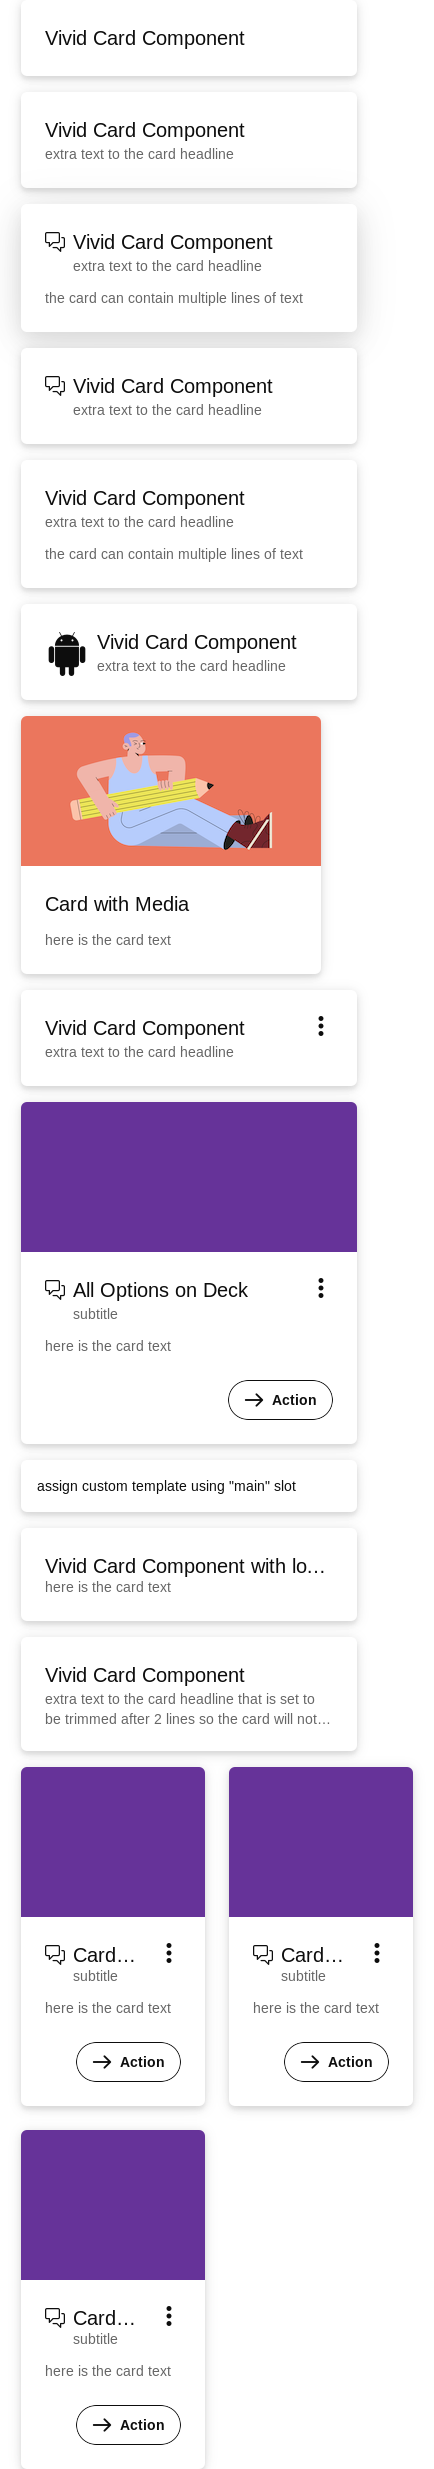 Vivid Card Component
Vivid Card Component
extra text to the card headline
Vivid Card Component
extra text to the card headline
the card can contain multiple lines of text
Vivid Card Component
extra text to the card headline
Vivid Card Component
extra text to the card headline
the card can contain multiple lines of text
Vivid Card Component
extra text to the card headline
Card with Media
here is the card text
Vivid Card Component
extra text to the card headline
All Options on Deck
subtitle
here is the card text
Action
assign custom template using "main" slot
Vivid Card Component with lo...
here is the card text
Vivid Card Component
extra text to the card headline that is set to
be trimmed after 2 lines so the card will not...
Card...
subtitle
here is the card text
Action
Card...
subtitle
here is the card text
Action
Card...
subtitle
here is the card text
Action